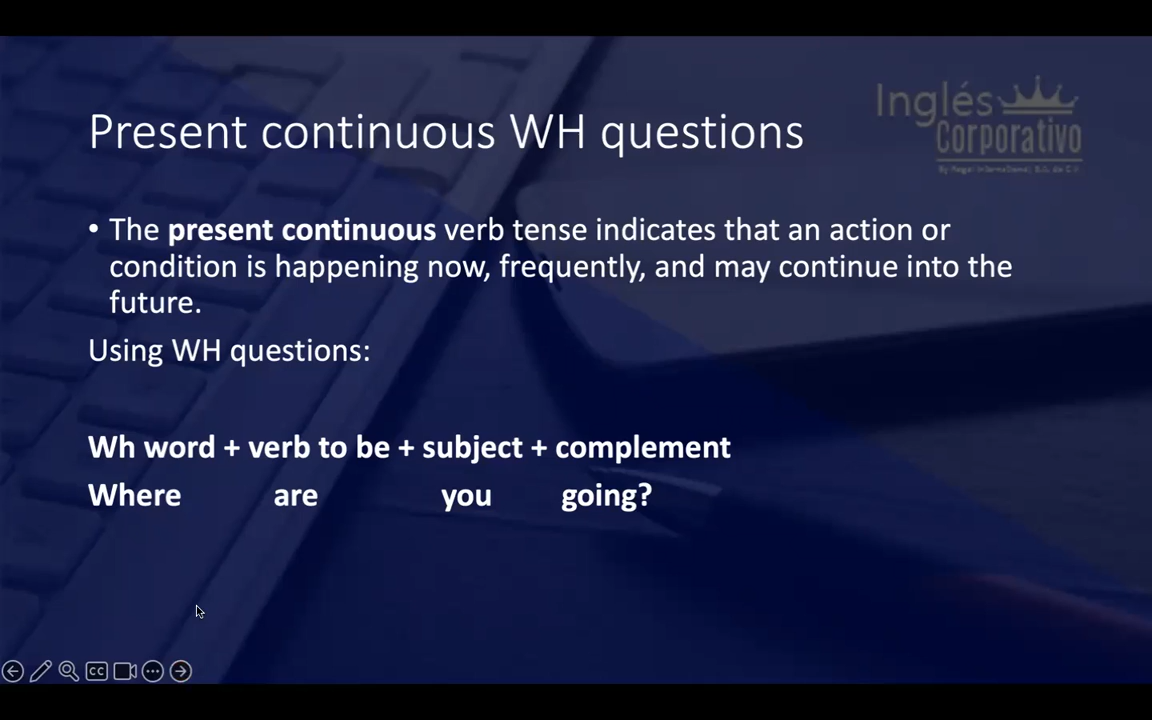 Inglés
Corporativo
Present continuous WH questions
• The present continuous verb tense indicates that an action or
condition is happening now, frequently, and may continue into the
future.
Using WH questions:
Wh word + verb to be + subject + complement
Where are you going?
CC